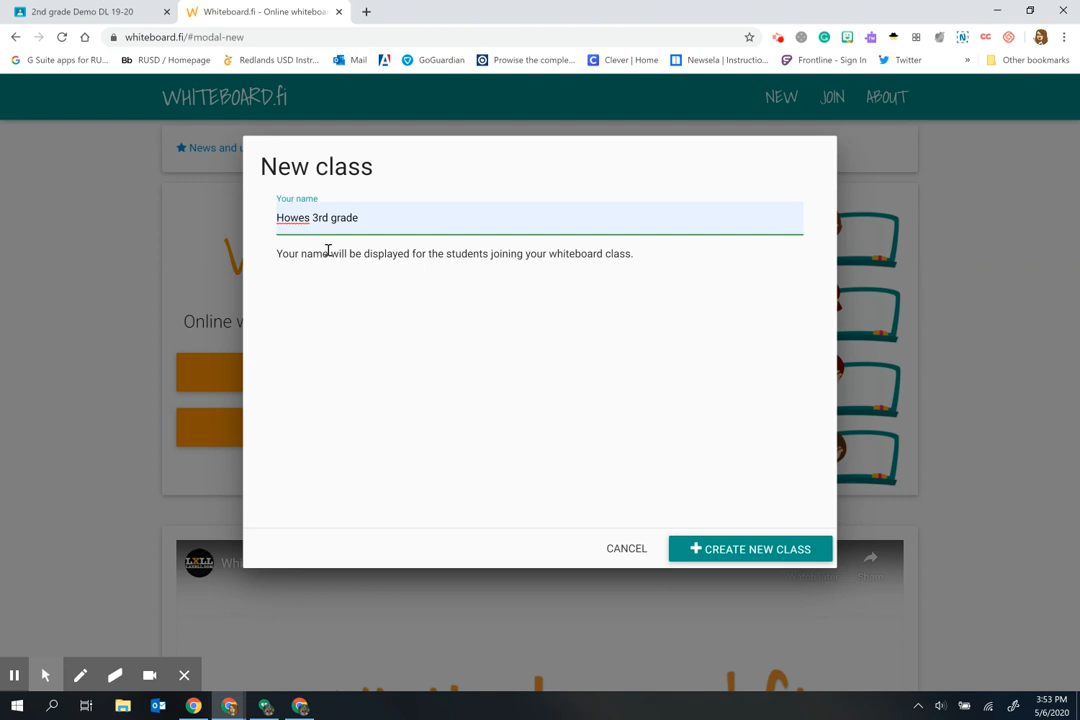 2nd grade Demo DL 19-20
Whiteboard.fi - Online whiteboa
whiteboard.fi/#modal-new
G Suite apps for RU... RUSD / Homepage Redlands USD Instr... Mail GoGuardian Prowise the comple... Clever | Home Newsela | Instructio... Frontline - Sign In Twitter » Other bookmarks
WHITEBOARD.fi NEW JOIN ABOUT
News and u
New class
Your name
Howes 3rd grade
Your name will be displayed for the students joining your whiteboard class.
Online w
CANCEL CREATE NEW CLASS
Wh
Share
3:53 PM
5/6/2020